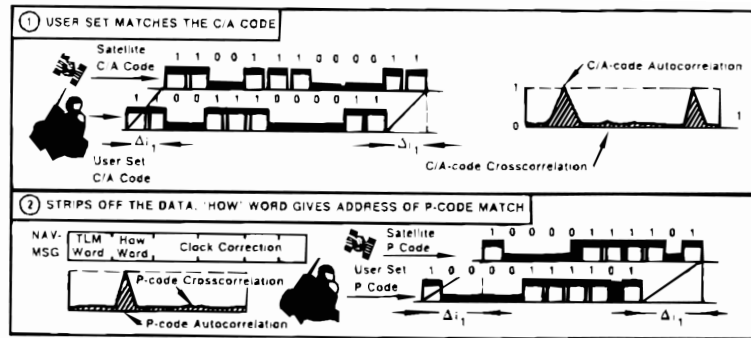 1 USER SET MATCHES THE C/A CODE
Satellite
C/A Code
1 1 0 0 1 1 1 0 0 0 0 1 1
1 1 0 0 1 1 1 0 0 0 0 1 1
Δi1
Δi1
User Set
C/A Code
C/A-code Autocorrelation
1
0
1
C/A-code Crosscorrelation
2 STRIPS OFF THE DATA. 'HOW' WORD GIVES ADDRESS OF P-CODE MATCH
NAV-
MSG
TLM
Word
How
Word
Clock Correction
P-code Crosscorrelation
P-code Autocorrelation
Satellite
P Code
1 0 0 0 0 1 1 1 1 0 1
User Set
P Code
1 0 0 0 0 1 1 1 1 0 1
Δi1
Δi1